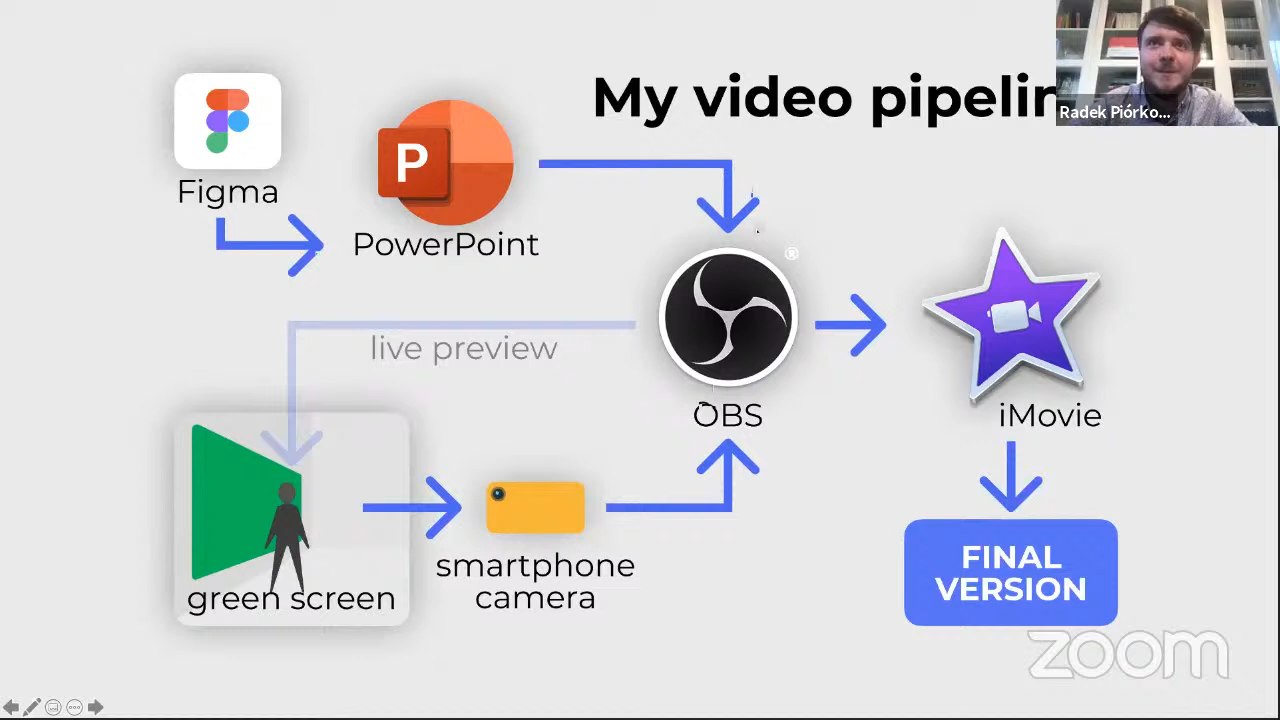 My video pipelin
Radek Piórko...
Figma
P
PowerPoint
®
live preview
OBS
iMovie
green screen
smartphone
camera
FINAL
VERSION
zoom